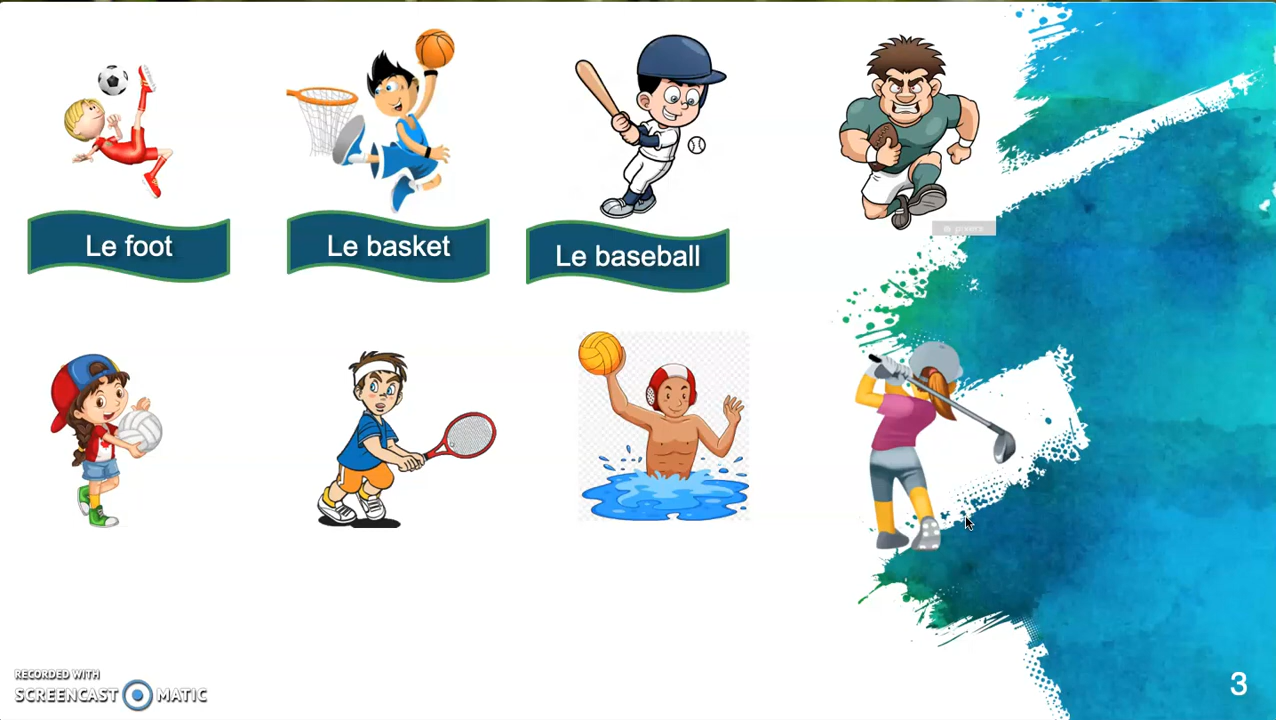 Le foot
Le basket
Le baseball
RECORDED WITH
SCREENCAST MATIC
3